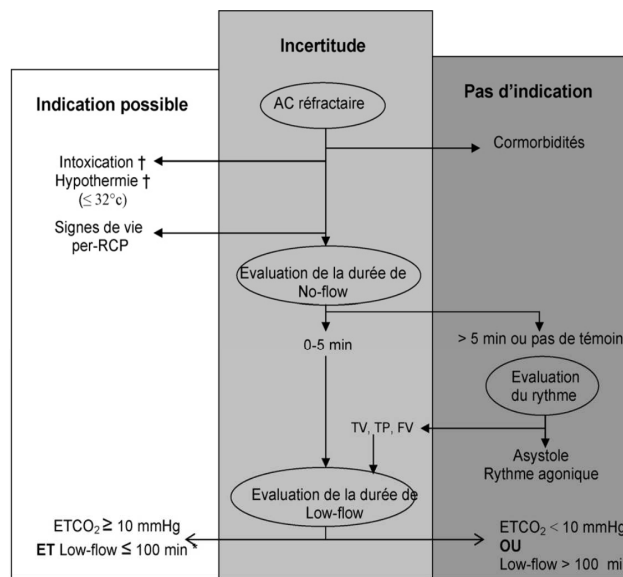 Incertitude
Indication possible
Pas d'indication
AC réfractaire
Cormorbidités
Intoxication †
Hypothermie †
(≤ 32°c)
Signes de vie
per-RCP
Evaluation de la durée de
No-flow
0-5 min
> 5 min ou pas de témoin
Evaluation
du rythme
TV, TP, FV
Asystole
Rythme agonique
Evaluation de la durée de
Low-flow
ETCO₂ ≥ 10 mmHg
ET Low-flow ≤ 100 min *
ETCO₂ < 10 mmHg
OU
Low-flow > 100 mi